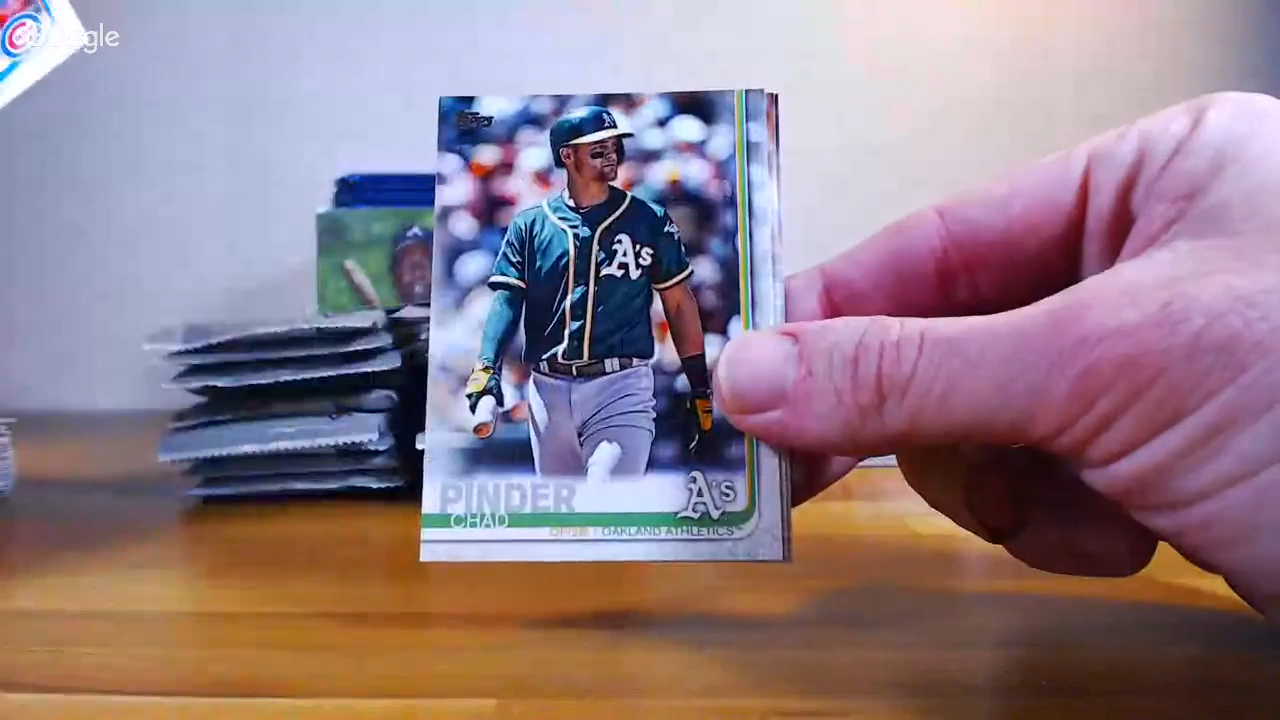 Google
Topps
A
A's
PINDER
CHAD
A's
OAKLAND ATHLETICS